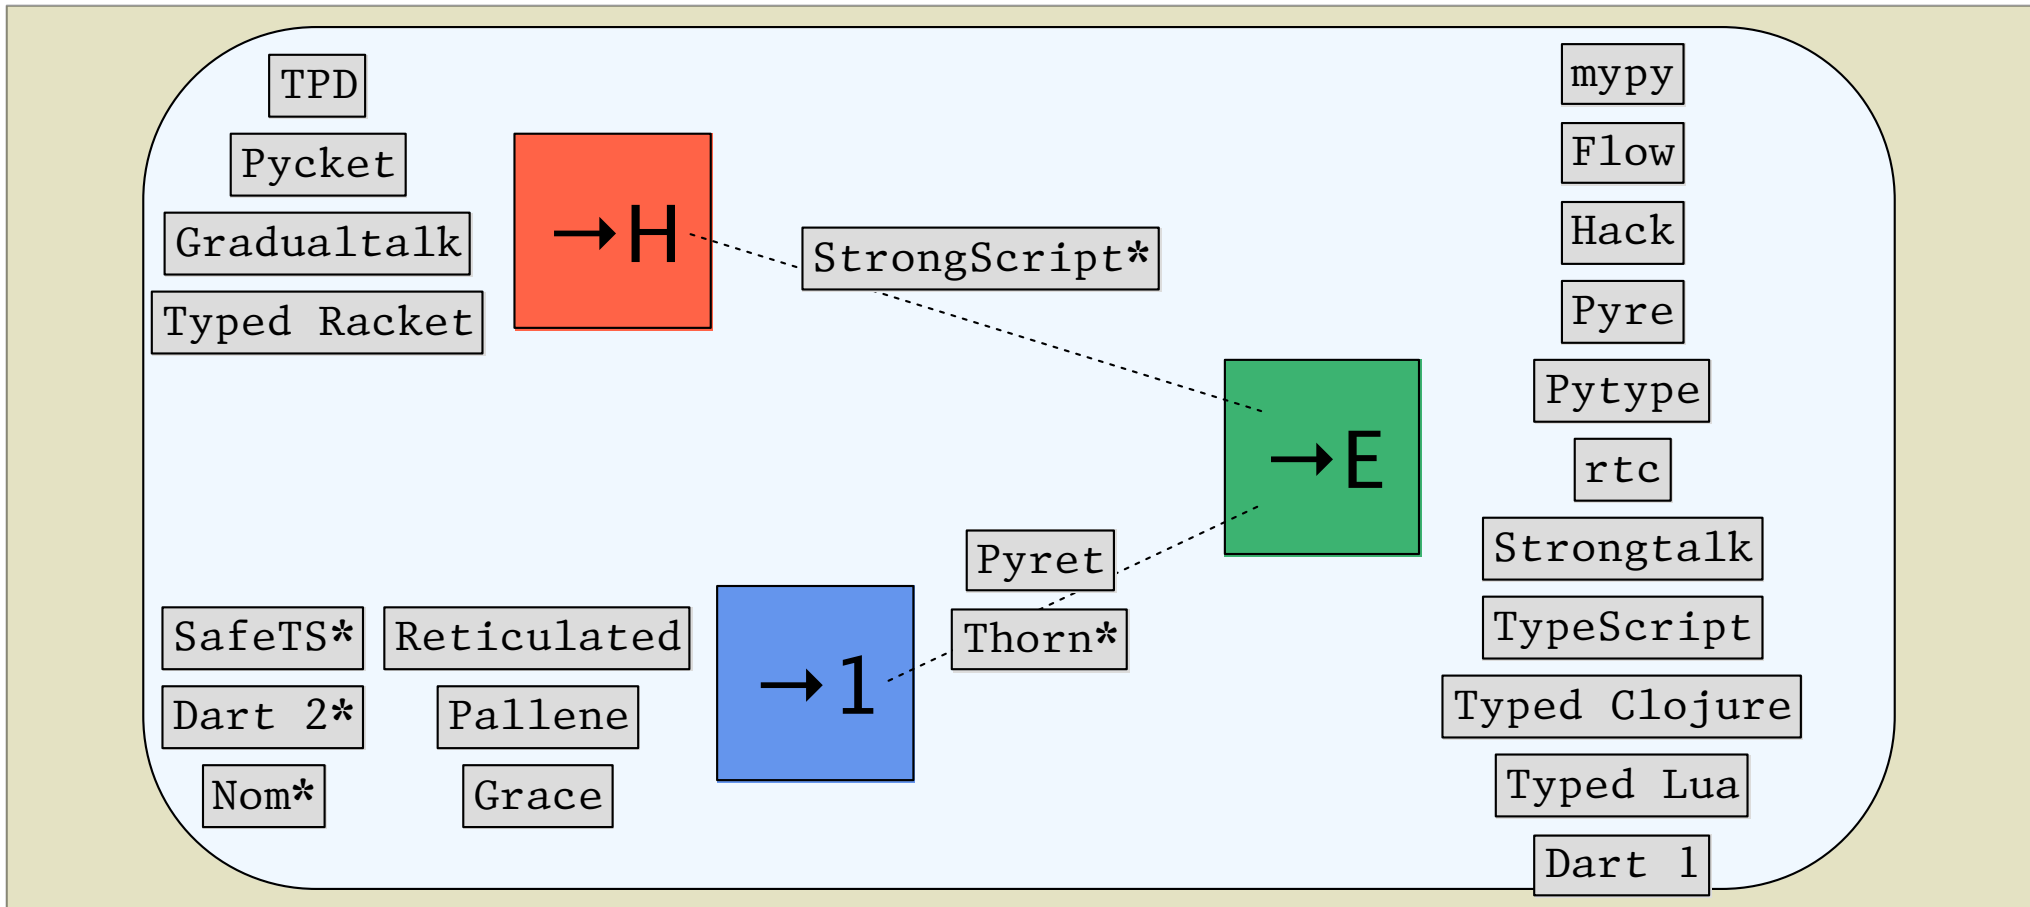 TPD
Pycket
Gradualtalk
Typed Racket
→H
StrongScript*
→E
Pyret
Thorn*
→1
SafeTS*
Reticulated
Dart 2*
Pallene
Nom*
Grace
mypy
Flow
Hack
Pyre
Pytype
rtc
Strongtalk
TypeScript
Typed Clojure
Typed Lua
Dart 1